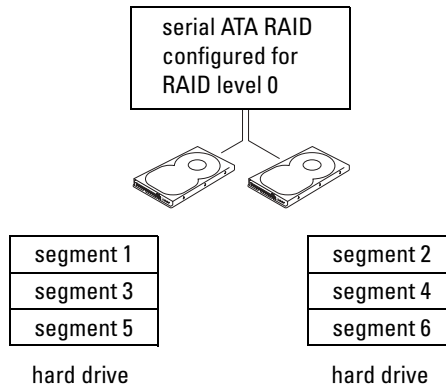 serial ATA RAID
configured for
RAID level 0
segment 1
segment 3
segment 5
hard drive
segment 2
segment 4
segment 6
hard drive